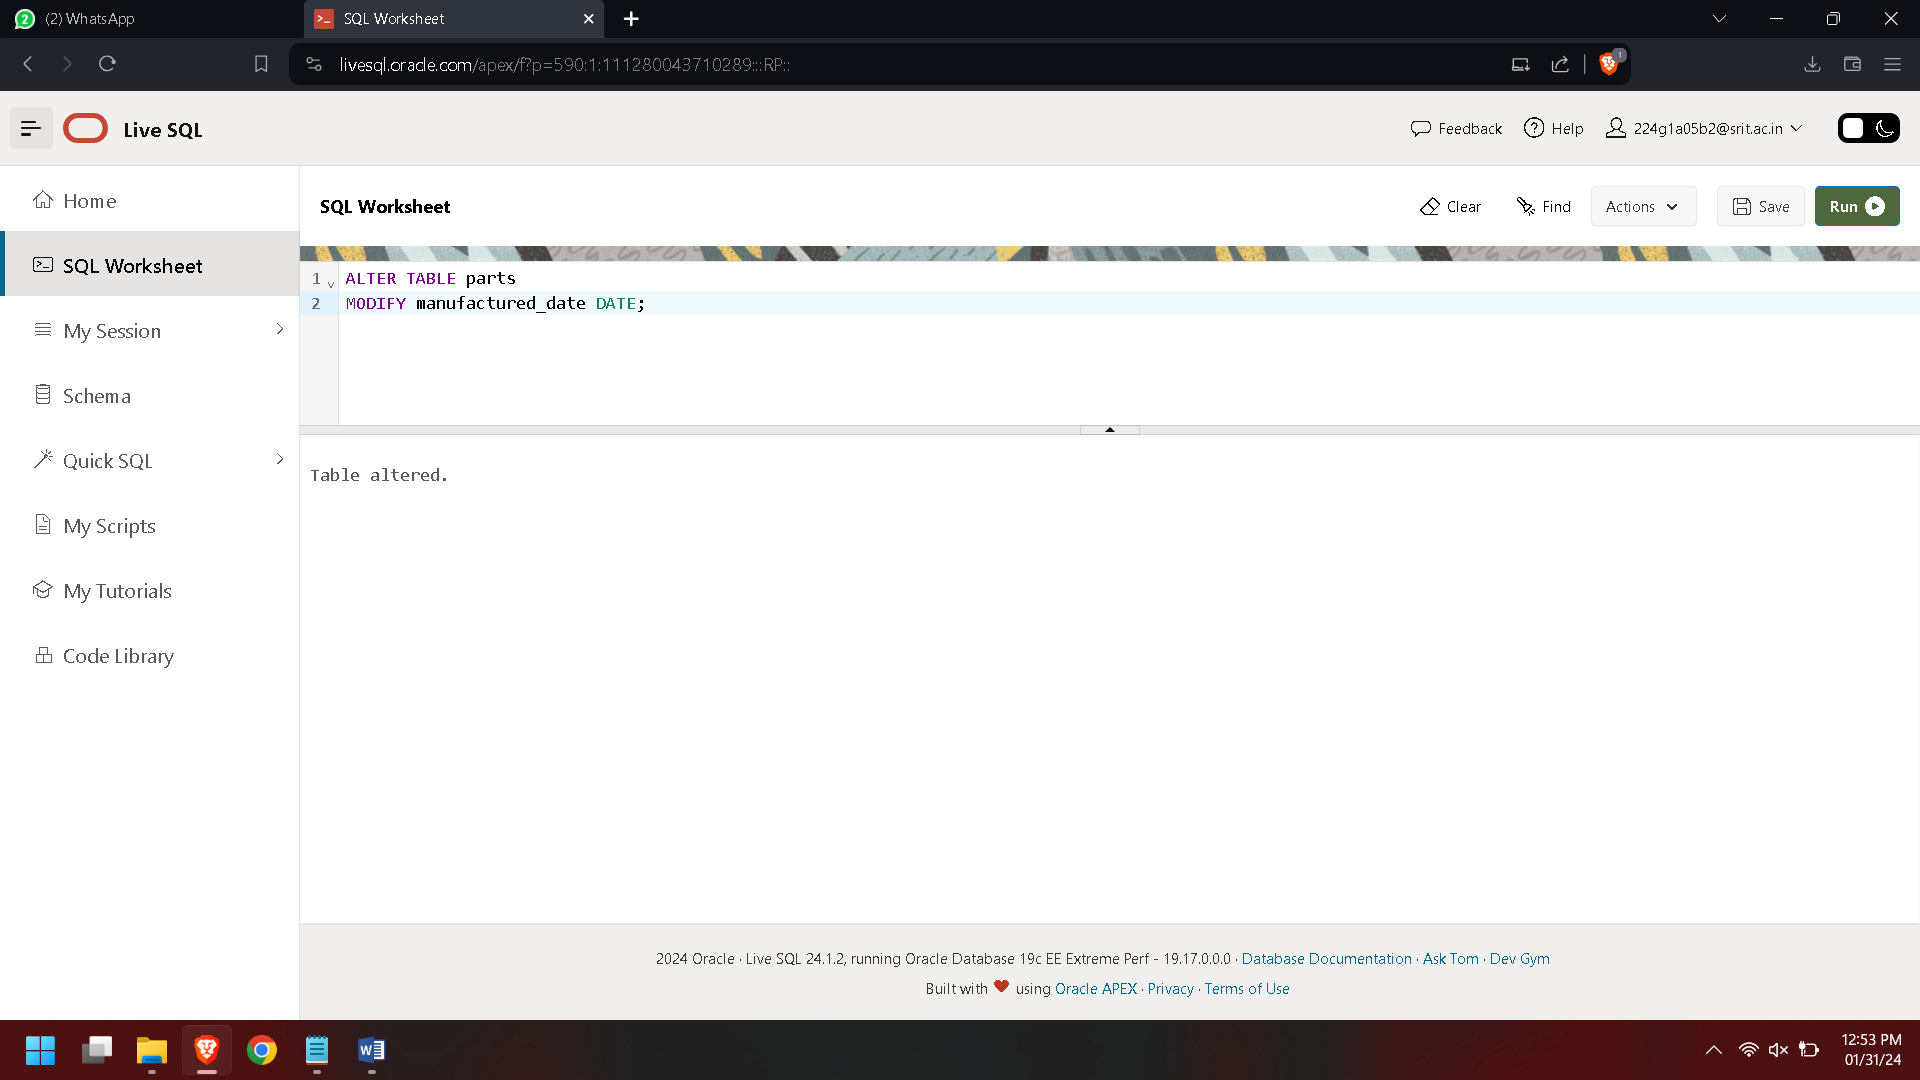 2 (2) WhatsApp
SQL Worksheet
livesql.oracle.com/apex/f?p=590:1:111280043710289:::RP::
1
Live SQL
Feedback
Help
224g1a05b2@srit.ac.in
Home
SQL Worksheet
My Session
Schema
Quick SQL
My Scripts
My Tutorials
Code Library
SQL Worksheet
Clear
Find
Actions
Save
Run
1 ALTER TABLE parts
2 MODIFY manufactured_date DATE;
Table altered.
2024 Oracle · Live SQL 24.1.2, running Oracle Database 19c EE Extreme Perf - 19.17.0.0.0 · Database Documentation · Ask Tom · Dev Gym
Built with ❤ using Oracle APEX · Privacy · Terms of Use
12:53 PM
01/31/24